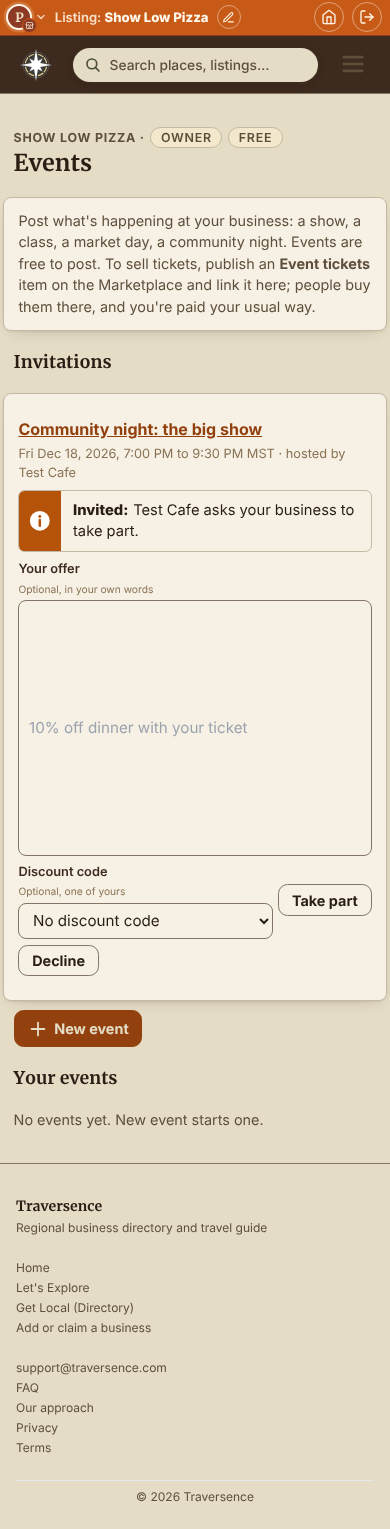 P
Listing: Show Low Pizza
Search places, listings...
SHOW LOW PIZZA · OWNER FREE
Events
Post what's happening at your business: a show, a
class, a market day, a community night. Events are
free to post. To sell tickets, publish an Event tickets
item on the Marketplace and link it here; people buy
them there, and you're paid your usual way.
Invitations
Community night: the big show
Fri Dec 18, 2026, 7:00 PM to 9:30 PM MST · hosted by
Test Cafe
Invited: Test Cafe asks your business to
take part.
Your offer
Optional, in your own words
10% off dinner with your ticket
Discount code
Optional, one of yours
No discount code
Take part
Decline
New event
Your events
No events yet. New event starts one.
Traversence
Regional business directory and travel guide
Home
Let's Explore
Get Local (Directory)
Add or claim a business
support@traversence.com
FAQ
Our approach
Privacy
Terms
© 2026 Traversence